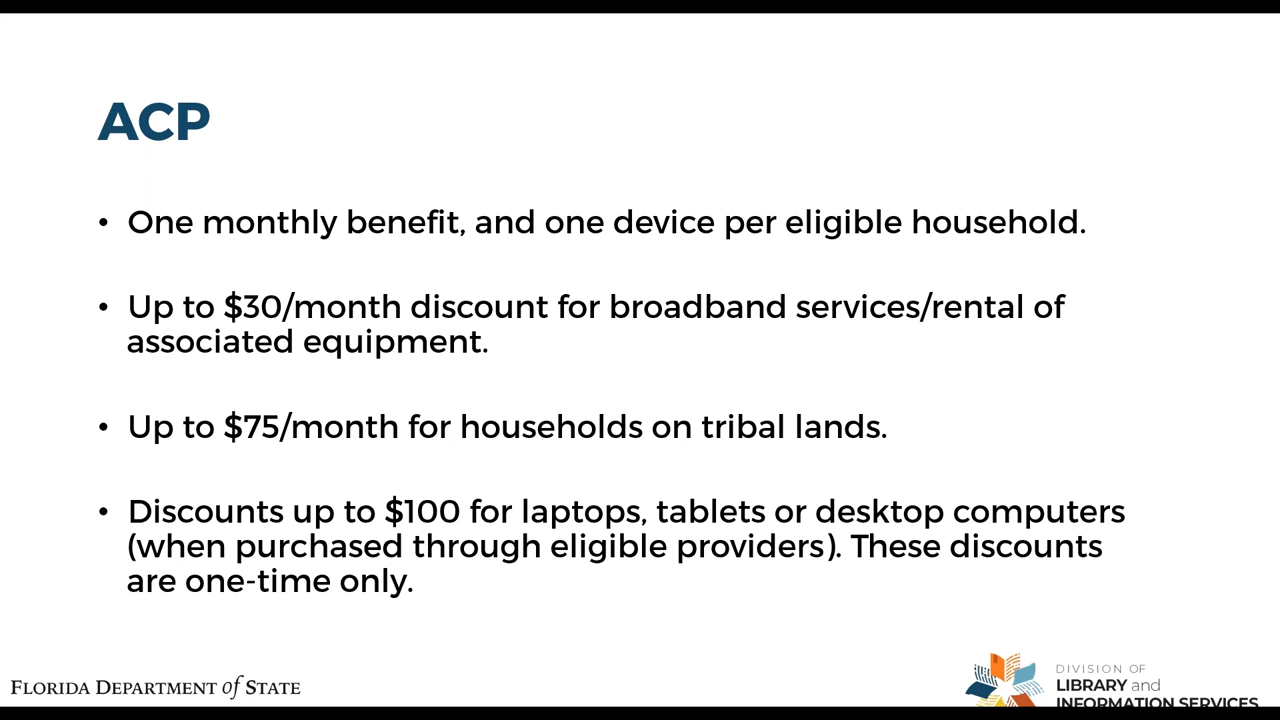 ACP
• One monthly benefit, and one device per eligible household.
• Up to $30/month discount for broadband services/rental of
associated equipment.
• Up to $75/month for households on tribal lands.
• Discounts up to $100 for laptops, tablets or desktop computers
(when purchased through eligible providers). These discounts
are one-time only.
FLORIDA DEPARTMENT of STATE
DIVISION OF
LIBRARY and
INFORMATION SERVICES